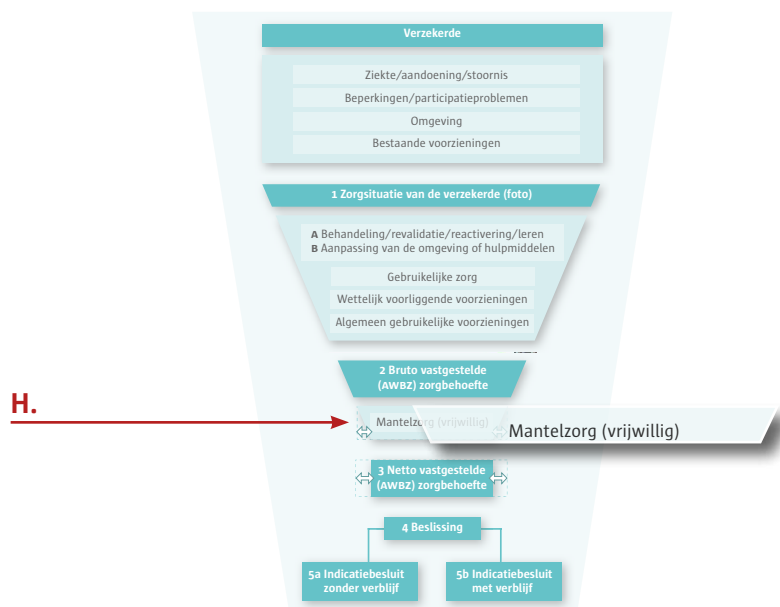 Verzekerde
Ziekte/aandoening/stoornis
Beperkingen/participatieproblemen
Omgeving
Bestaande voorzieningen
1 Zorgsituatie van de verzekerde (foto)
A Behandeling/revalidatie/reactivering/leren
B Aanpassing van de omgeving of hulpmiddelen
Gebruikelijke zorg
Wettelijk voorliggende voorzieningen
Algemeen gebruikelijke voorzieningen
2 Bruto vastgestelde
(AWBZ) zorgbehoefte
H.
Mantelzorg (vrijwillig)
Mantelzorg (vrijwillig)
3 Netto vastgestelde
(AWBZ) zorgbehoefte
4 Beslissing
5a Indicatiebesluit
zonder verblijf
5b Indicatiebesluit
met verblijf